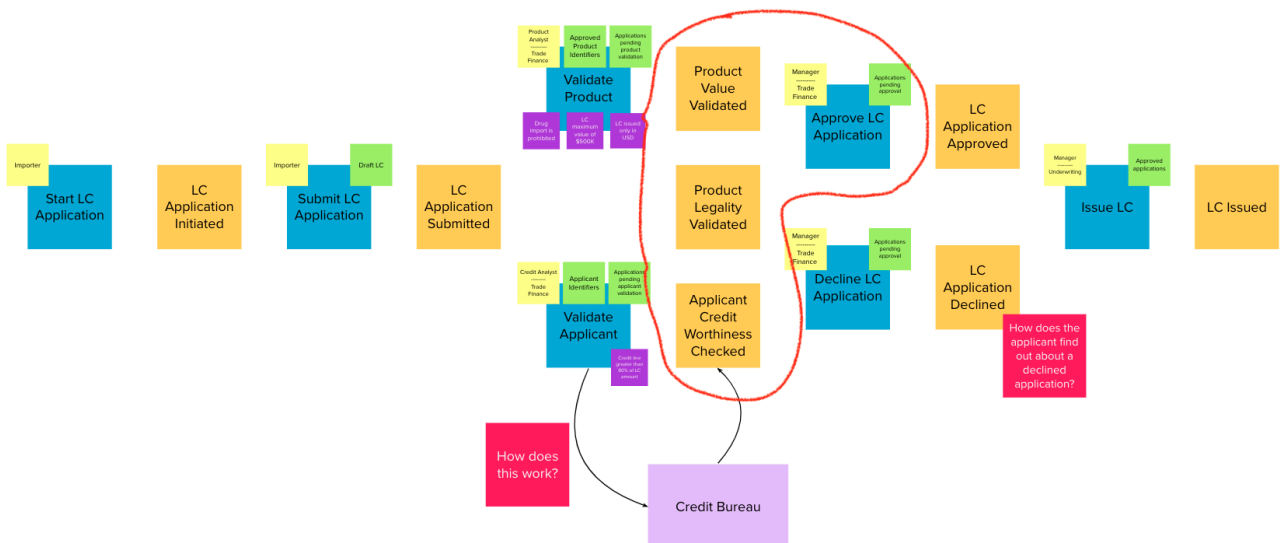 Product
Analyst
----------
Trade
Finance
Approved
Product
Identifiers
Applications
pending
product
validation
Validate
Product
Drug
import is
prohibited
LC
maximum
value of
$500K
LC Issued
only in
USD
Product
Value
Validated
Manager
----------
Trade
Finance
Applications
pending
approval
Approve LC
Application
LC
Application
Approved
Importer
Start LC
Application
LC
Application
Initiated
Importer
Draft LC
Submit LC
Application
LC
Application
Submitted
Product
Legality
Validated
Manager
----------
Underwriting
Approved
applications
Issue LC
LC Issued
Manager
----------
Trade
Finance
Applications
pending
approval
Decline LC
Application
LC
Application
Declined
Credit Analyst
----------
Trade
Finance
Applicant
Identifiers
Applications
pending
applicant
validation
Validate
Applicant
Credit line
greater than
80% of LC
amount
Applicant
Credit
Worthiness
Checked
How does the
applicant find
out about a
declined
application?
How does
this work?
Credit Bureau